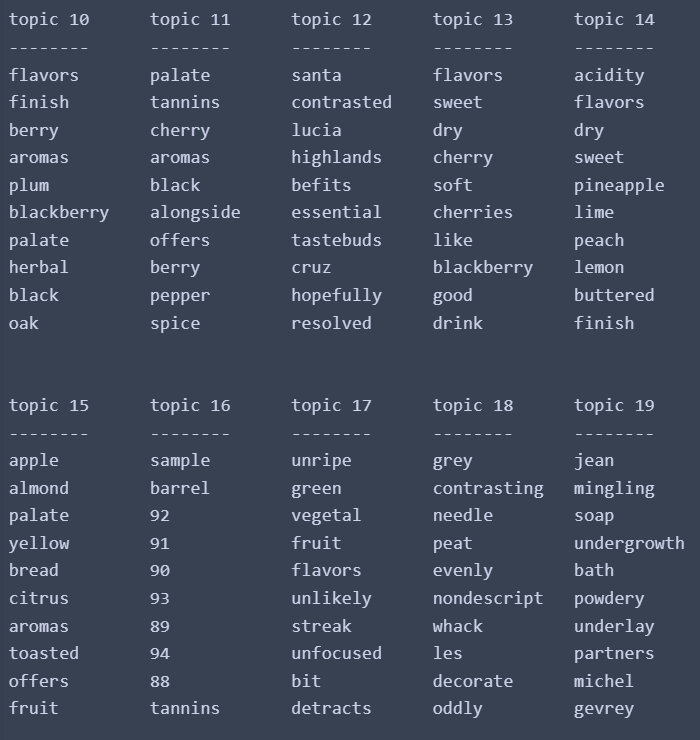 topic 10 topic 11 topic 12 topic 13 topic 14
-------- -------- -------- -------- --------
flavors palate santa flavors acidity
finish tannins contrasted sweet flavors
berry cherry lucia dry dry
aromas aromas highlands cherry sweet
plum black befits soft pineapple
blackberry alongside essential cherries lime
palate offers tastebuds like peach
herbal berry cruz blackberry lemon
black pepper hopefully good buttered
oak spice resolved drink finish
topic 15 topic 16 topic 17 topic 18 topic 19
-------- -------- -------- -------- --------
apple sample unripe grey jean
almond barrel green contrasting mingling
palate 92 vegetal needle soap
yellow 91 fruit peat undergrowth
bread 90 flavors evenly bath
citrus 93 unlikely nondescript powdery
aromas 89 streak whack underlay
toasted 94 unfocused les partners
offers 88 bit decorate michel
fruit tannins detracts oddly gevrey